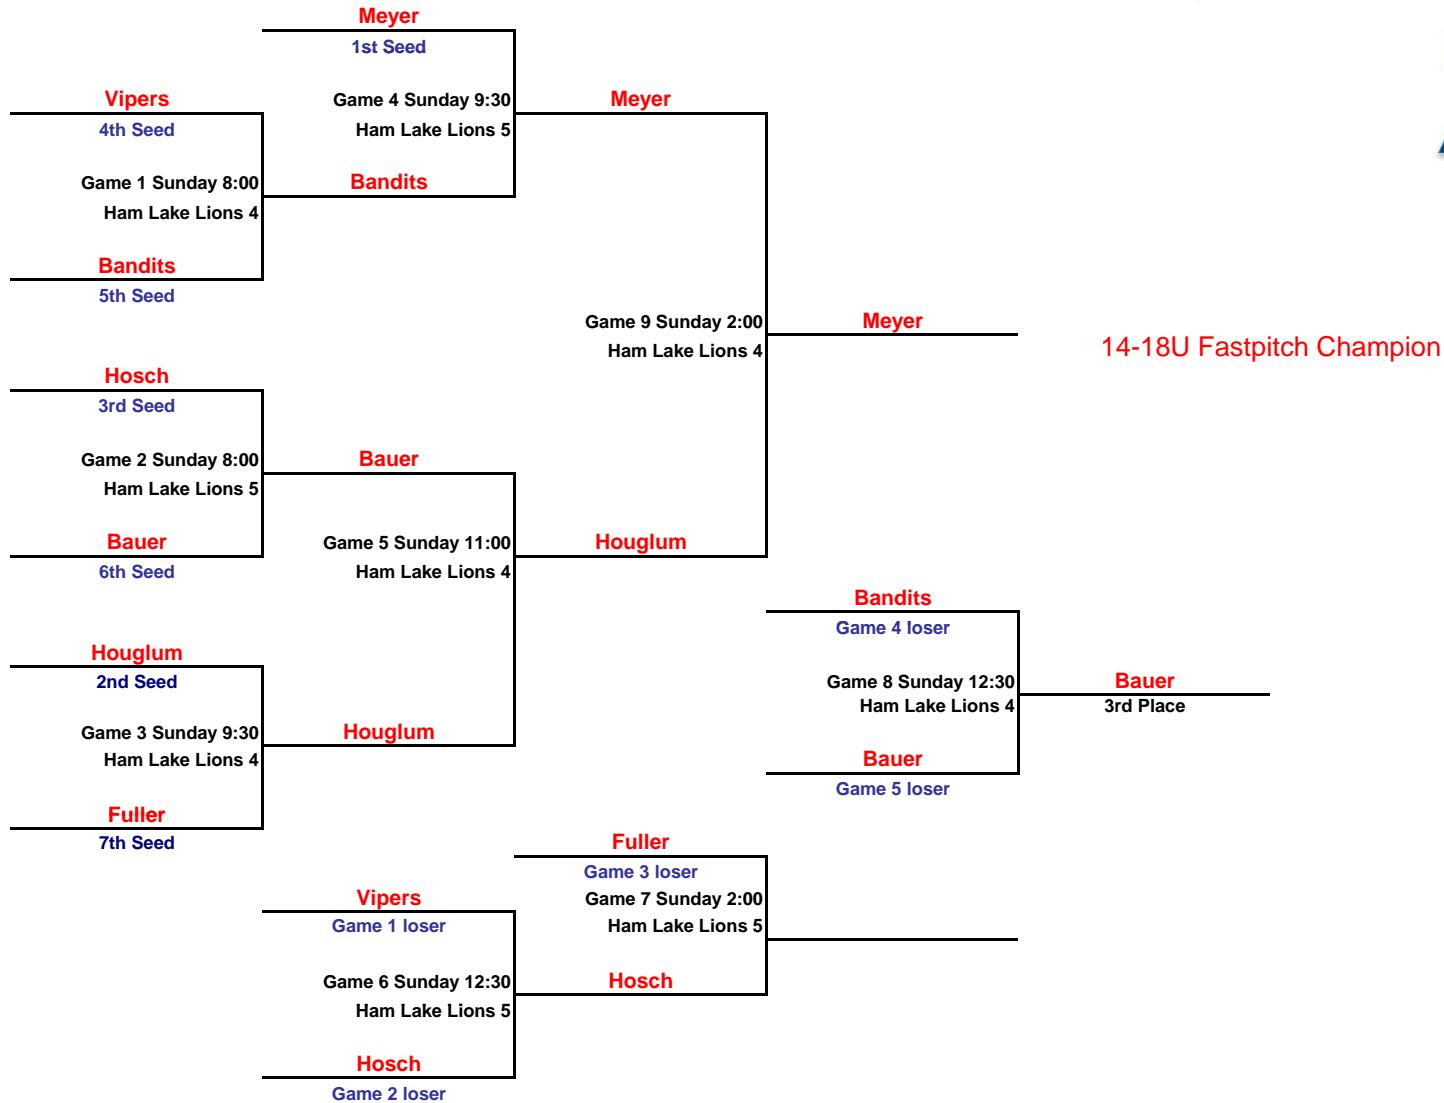 Meyer
1st Seed
Vipers
4th Seed
Game 4 Sunday 9:30
Ham Lake Lions 5
Meyer
Game 1 Sunday 8:00
Ham Lake Lions 4
Bandits
Bandits
5th Seed
Game 9 Sunday 2:00
Ham Lake Lions 4
Meyer
14-18U Fastpitch Champion
Hosch
3rd Seed
Game 2 Sunday 8:00
Ham Lake Lions 5
Bauer
Bauer
6th Seed
Game 5 Sunday 11:00
Ham Lake Lions 4
Houglum
Bandits
Game 4 loser
Houglum
2nd Seed
Game 8 Sunday 12:30
Ham Lake Lions 4
Bauer
3rd Place
Game 3 Sunday 9:30
Ham Lake Lions 4
Houglum
Bauer
Game 5 loser
Fuller
7th Seed
Fuller
Game 3 loser
Game 7 Sunday 2:00
Ham Lake Lions 5
Vipers
Game 1 loser
Game 6 Sunday 12:30
Ham Lake Lions 5
Hosch
Hosch
Game 2 loser